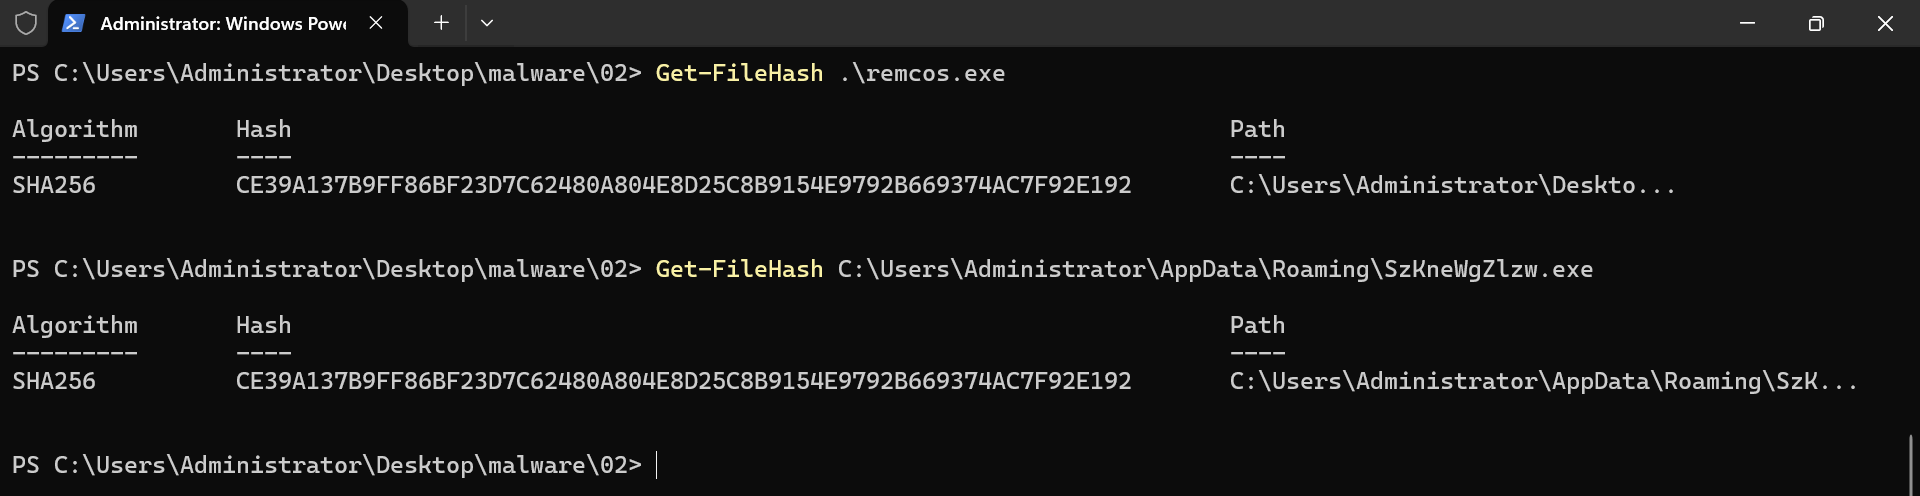 Administrator: Windows Pow
PS C:\Users\Administrator\Desktop\malware\02> Get-FileHash .\remcos.exe
Algorithm Hash Path
--------- ---- ----
SHA256 CE39A137B9FF86BF23D7C62480A804E8D25C8B9154E9792B669374AC7F92E192 C:\Users\Administrator\Deskto...
PS C:\Users\Administrator\Desktop\malware\02> Get-FileHash C:\Users\Administrator\AppData\Roaming\SzKneWgZlzw.exe
Algorithm Hash Path
--------- ---- ----
SHA256 CE39A137B9FF86BF23D7C62480A804E8D25C8B9154E9792B669374AC7F92E192 C:\Users\Administrator\AppData\Roaming\SzK...
PS C:\Users\Administrator\Desktop\malware\02>